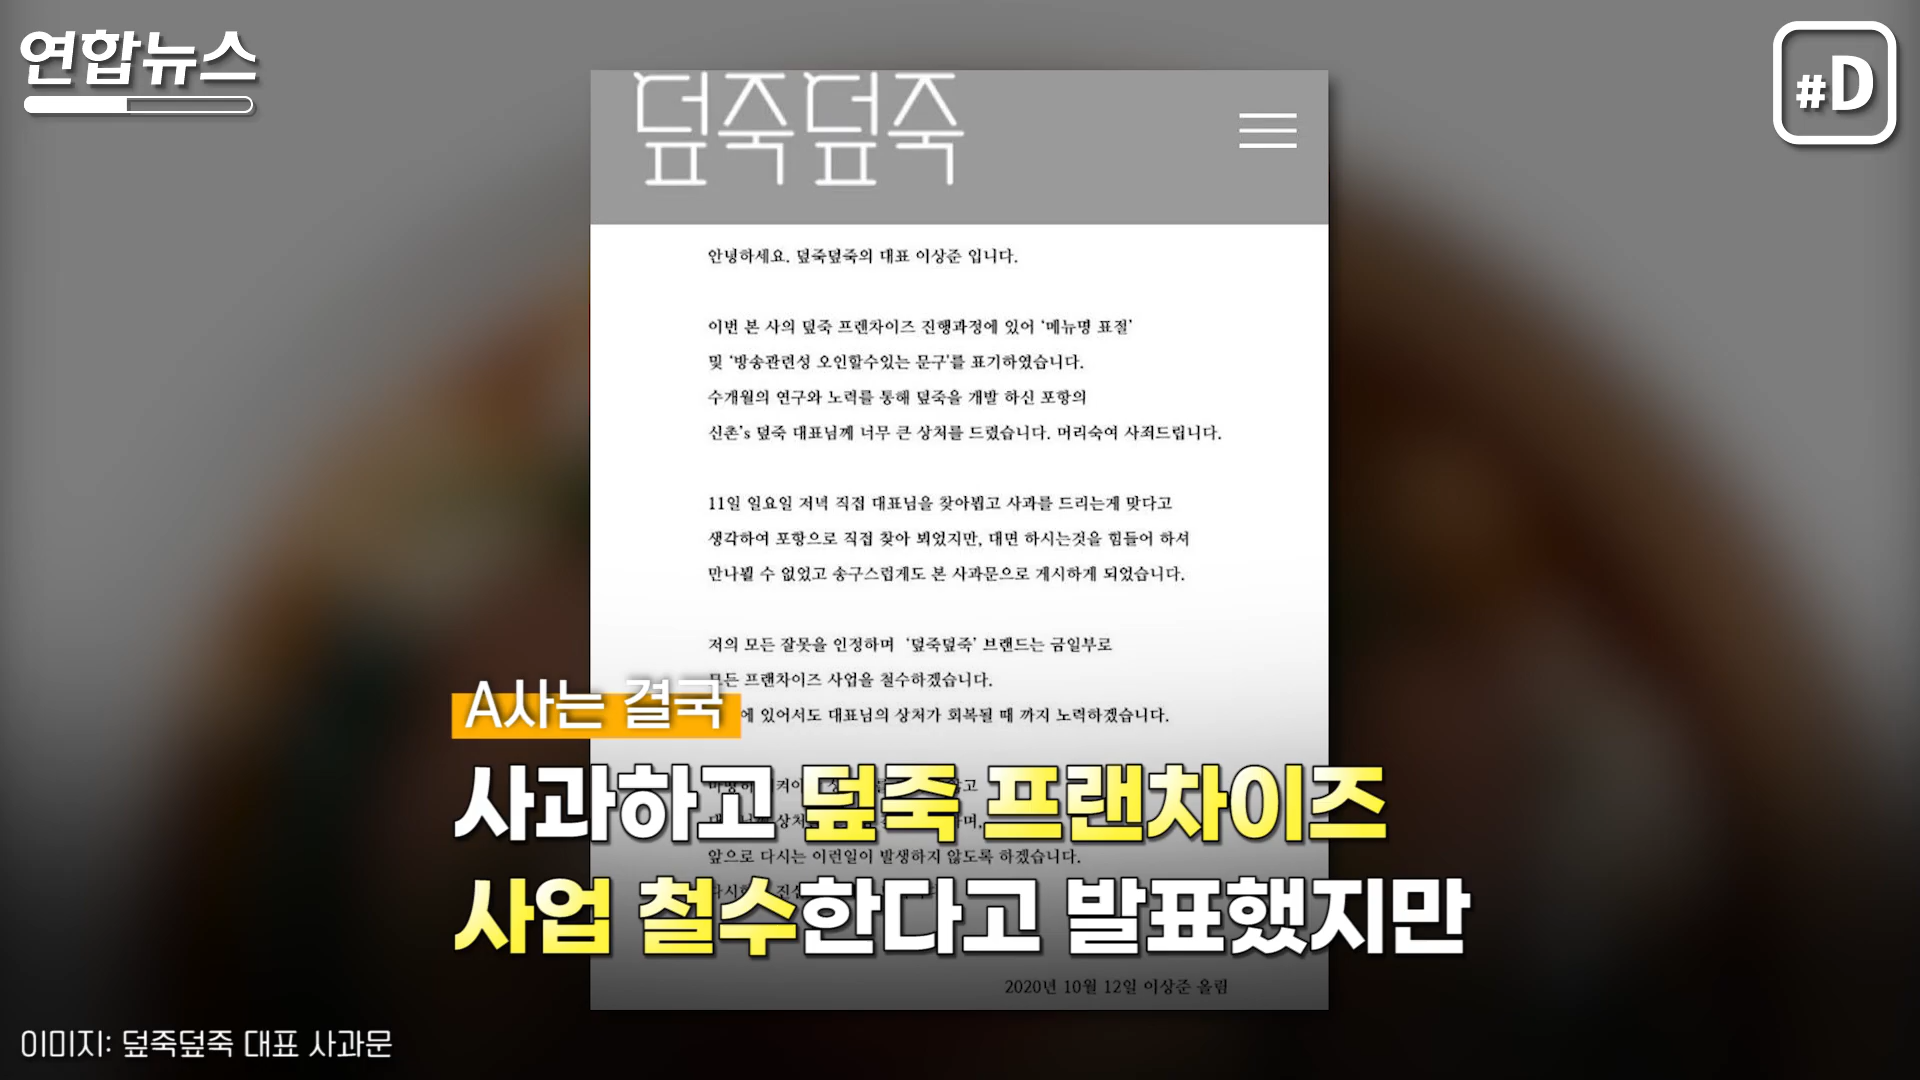 연합뉴스
#D
덮죽덮죽
안녕하세요. 덮죽덮죽의 대표 이상준 입니다.
이번 본 사의 덮죽 프랜차이즈 진행과정에 있어 ‘메뉴명 표절’
및 ‘방송관련성 오인할수있는 문구'를 표기하였습니다.
수개월의 연구와 노력을 통해 덮죽을 개발 하신 포항의
신촌’s 덮죽 대표님께 너무 큰 상처를 드렸습니다. 머리숙여 사죄드립니다.
11일 일요일 저녁 직접 대표님을 찾아뵙고 사과를 드리는게 맞다고
생각하여 포항으로 직접 찾아 뵈었지만, 대면 하시는것을 힘들어 하셔
만나뵐 수 없었고 송구스럽게도 본 사과문으로 게시하게 되었습니다.
저의 모든 잘못을 인정하며 ‘덮죽덮죽’ 브랜드는 금일부로
모든 프랜차이즈 사업을 철수하겠습니다.
에 있어서도 대표님의 상처가 회복될 때 까지 노력하겠습니다.
A사는 결국
사과하고 덮죽 프랜차이즈
앞으로 다시는 이런일이 발생하지 않도록 하겠습니다.
사업 철수한다고 발표했지만
2020년 10월 12일 이상준 올림
이미지: 덮죽덮죽 대표 사과문